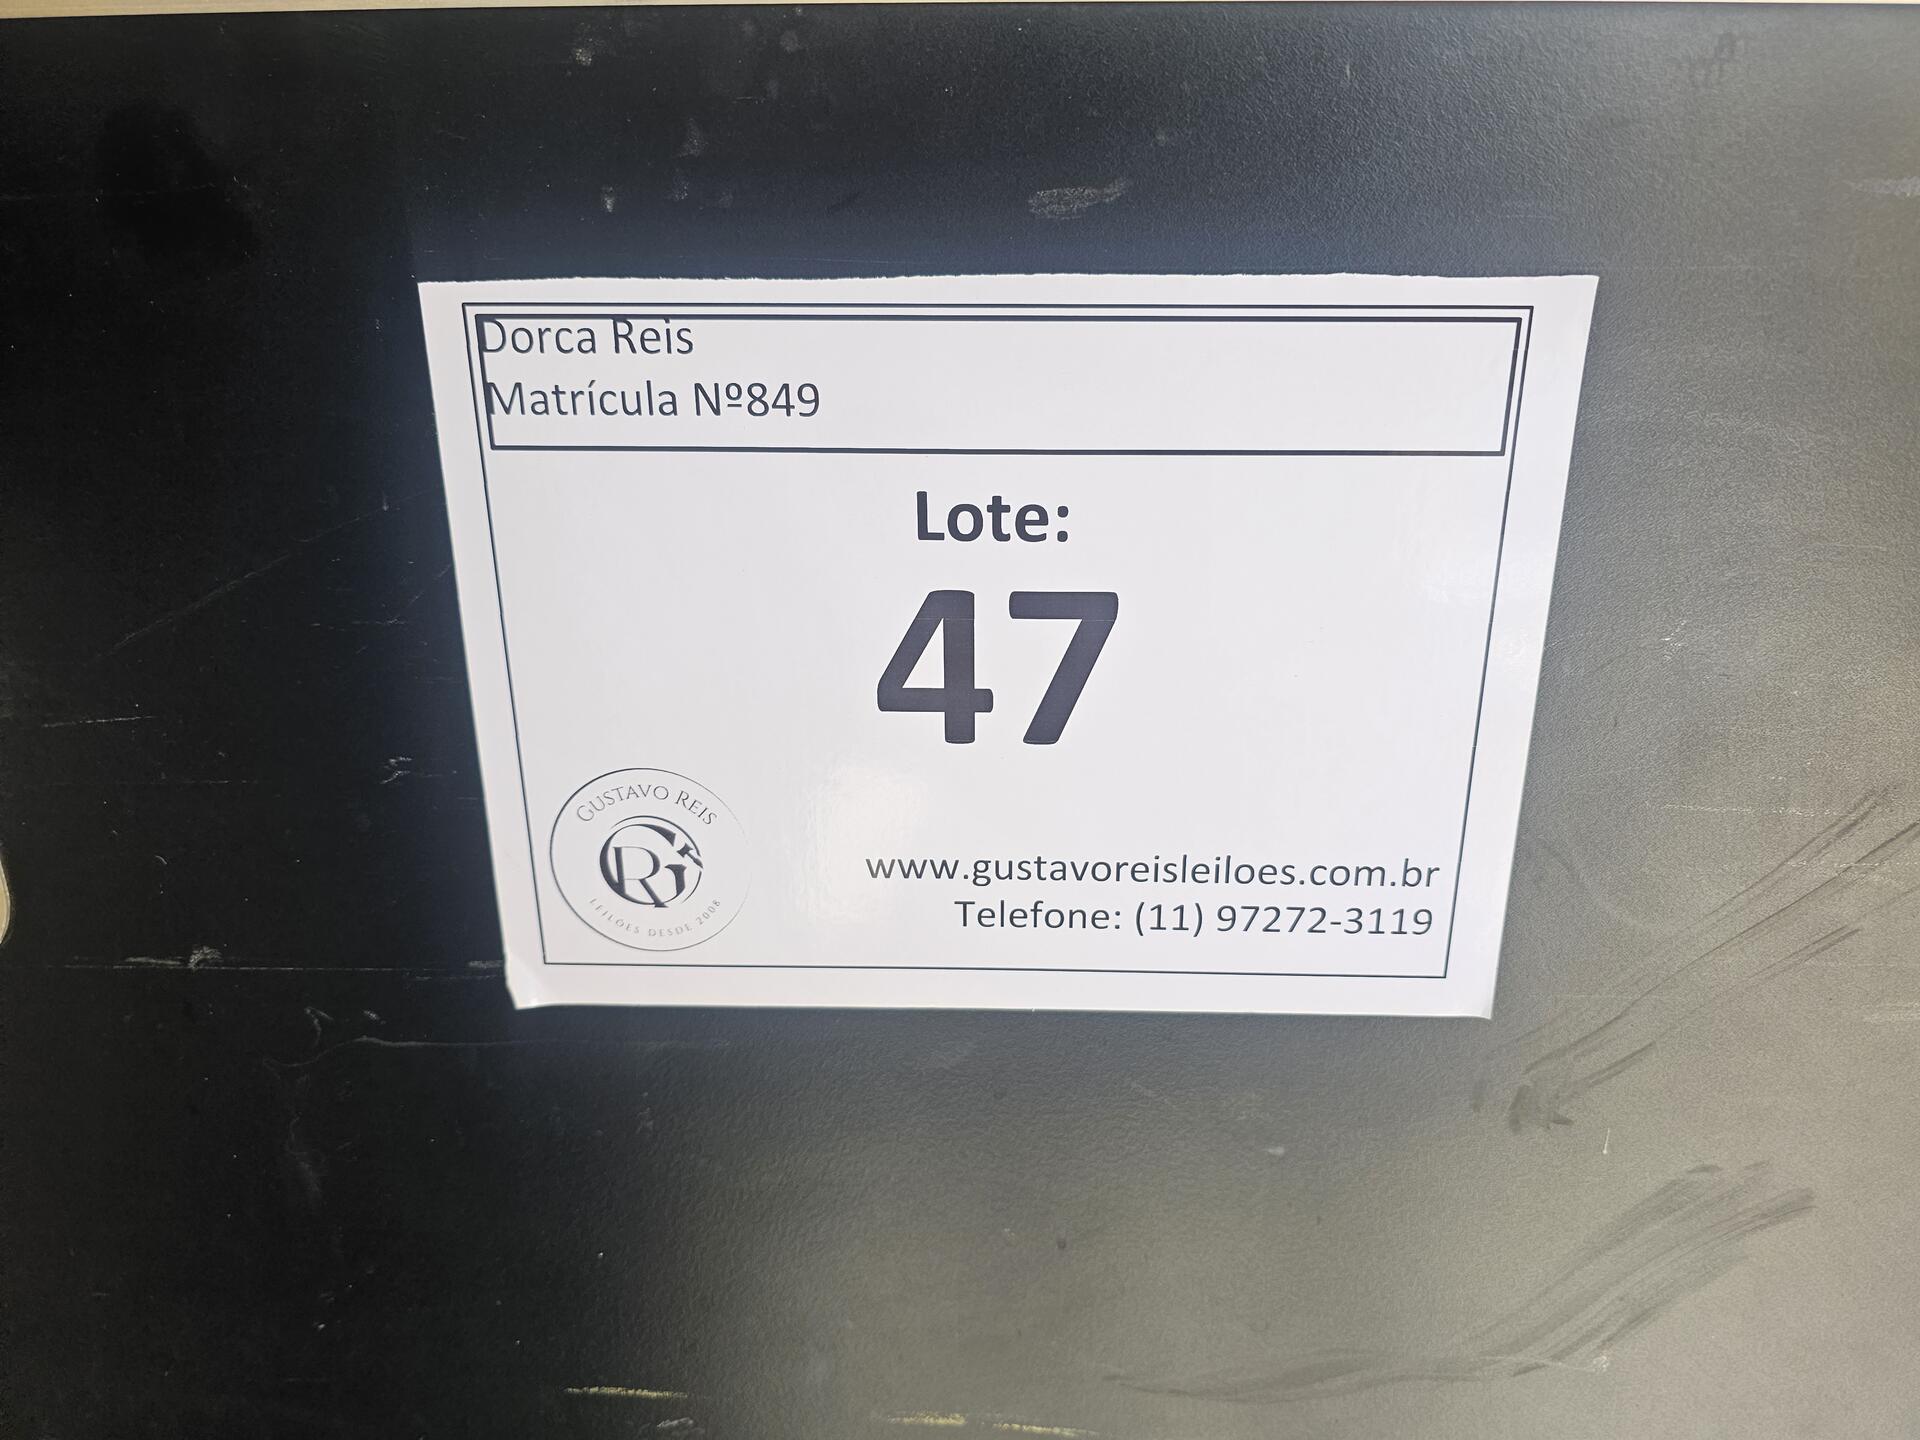 Dorca Reis
Matrícula Nº849
Lote:
47
GUSTAVO REIS
GR
LEILÕES DESDE 2008
www.gustavoreisleiloes.com.br
Telefone: (11) 97272-3119